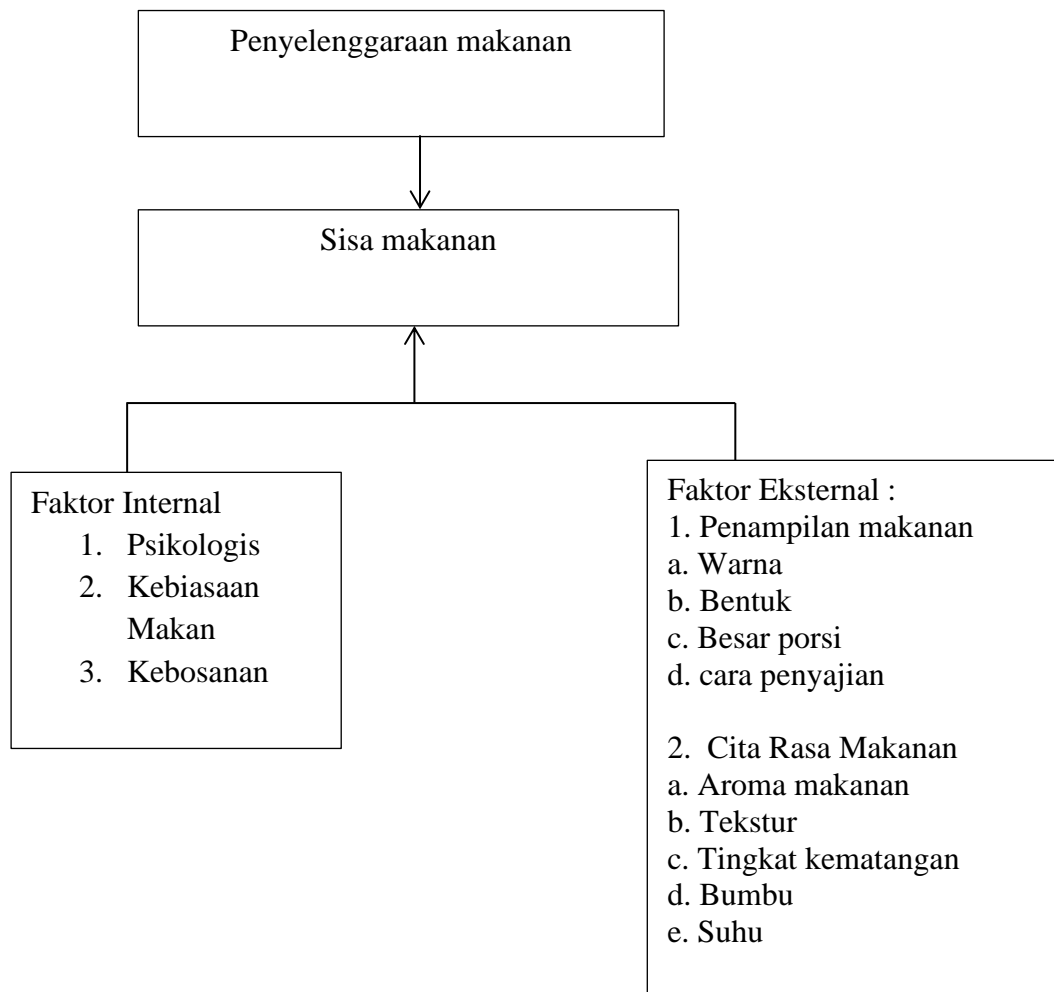 Penyelenggaraan makanan
Sisa makanan
Faktor Internal
1. Psikologis
2. Kebiasaan
Makan
3. Kebosanan
Faktor Eksternal :
1. Penampilan makanan
a. Warna
b. Bentuk
c. Besar porsi
d. cara penyajian
2. Cita Rasa Makanan
a. Aroma makanan
b. Tekstur
c. Tingkat kematangan
d. Bumbu
e. Suhu